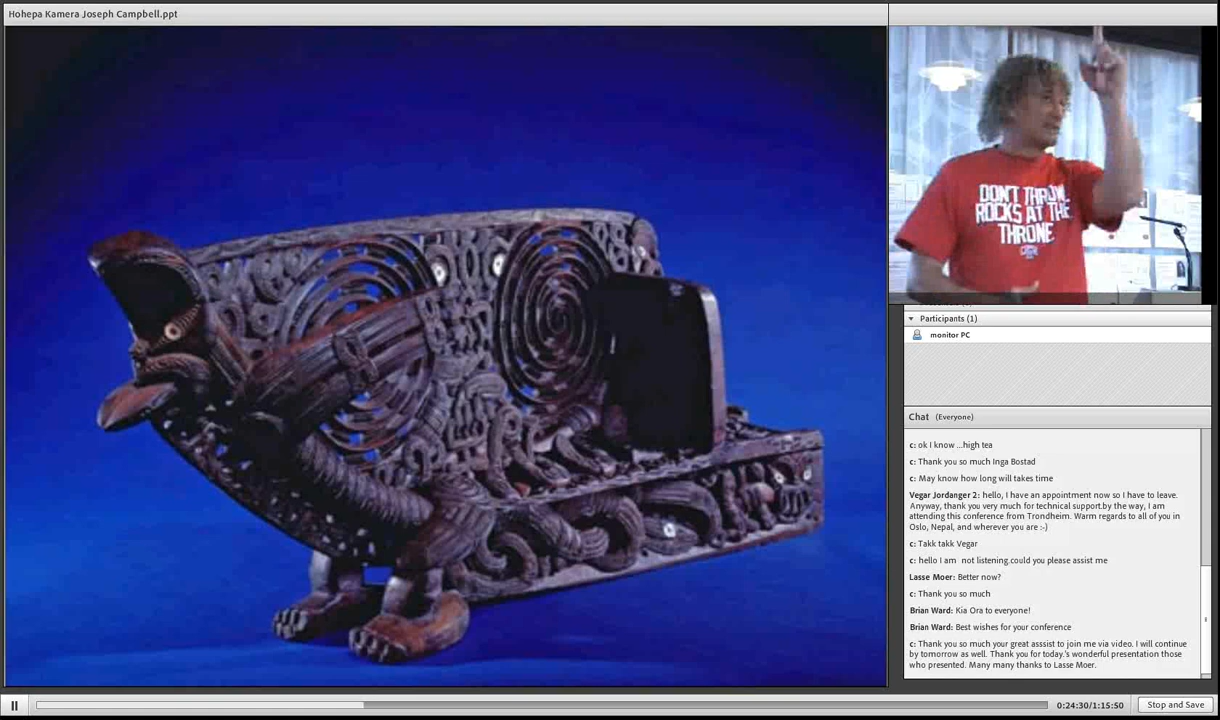 Hohepa Kamera Joseph Campbell.ppt
DON'T THROW
ROCKS AT THE
THRONE
Participants (1)
monitor PC
Chat (Everyone)
c: ok I know ...high tea
c: Thank you so much Inga Bostad
c: May know how long will takes time
Vegar Jordanger 2: hello, I have an appointment now so I have to leave.
Anyway, thank you very much for technical support.by the way, I am
attending this conference from Trondheim. Warm regards to all of you in
Oslo, Nepal, and wherever you are :-)
c: Takk takk Vegar
c: hello I am not listening.could you please assist me
Lasse Moer: Better now?
c: Thank you so much
Brian Ward: Kia Ora to everyone!
Brian Ward: Best wishes for your conference
c: Thank you so much your great asssist to join me via video. I will continue
by tomorrow as well. Thank you for today.'s wonderful presentation those
who presented. Many many thanks to Lasse Moer.
0:24:30/1:15:50
Stop and Save